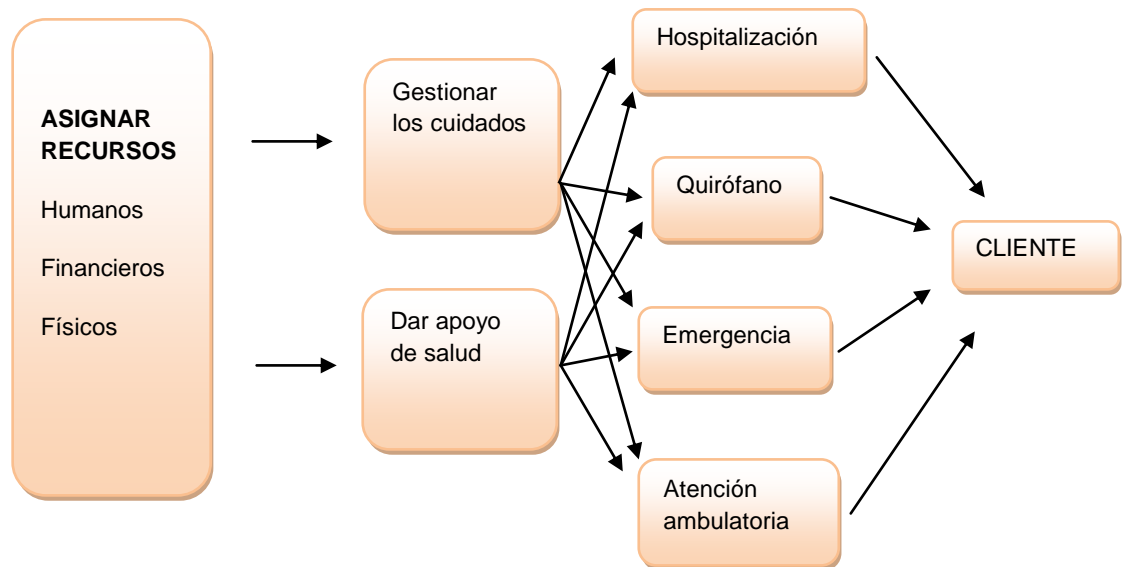 ASIGNAR
RECURSOS
Humanos
Financieros
Físicos
Gestionar
los cuidados
Dar apoyo
de salud
Hospitalización
Quirófano
Emergencia
Atención
ambulatoria
CLIENTE